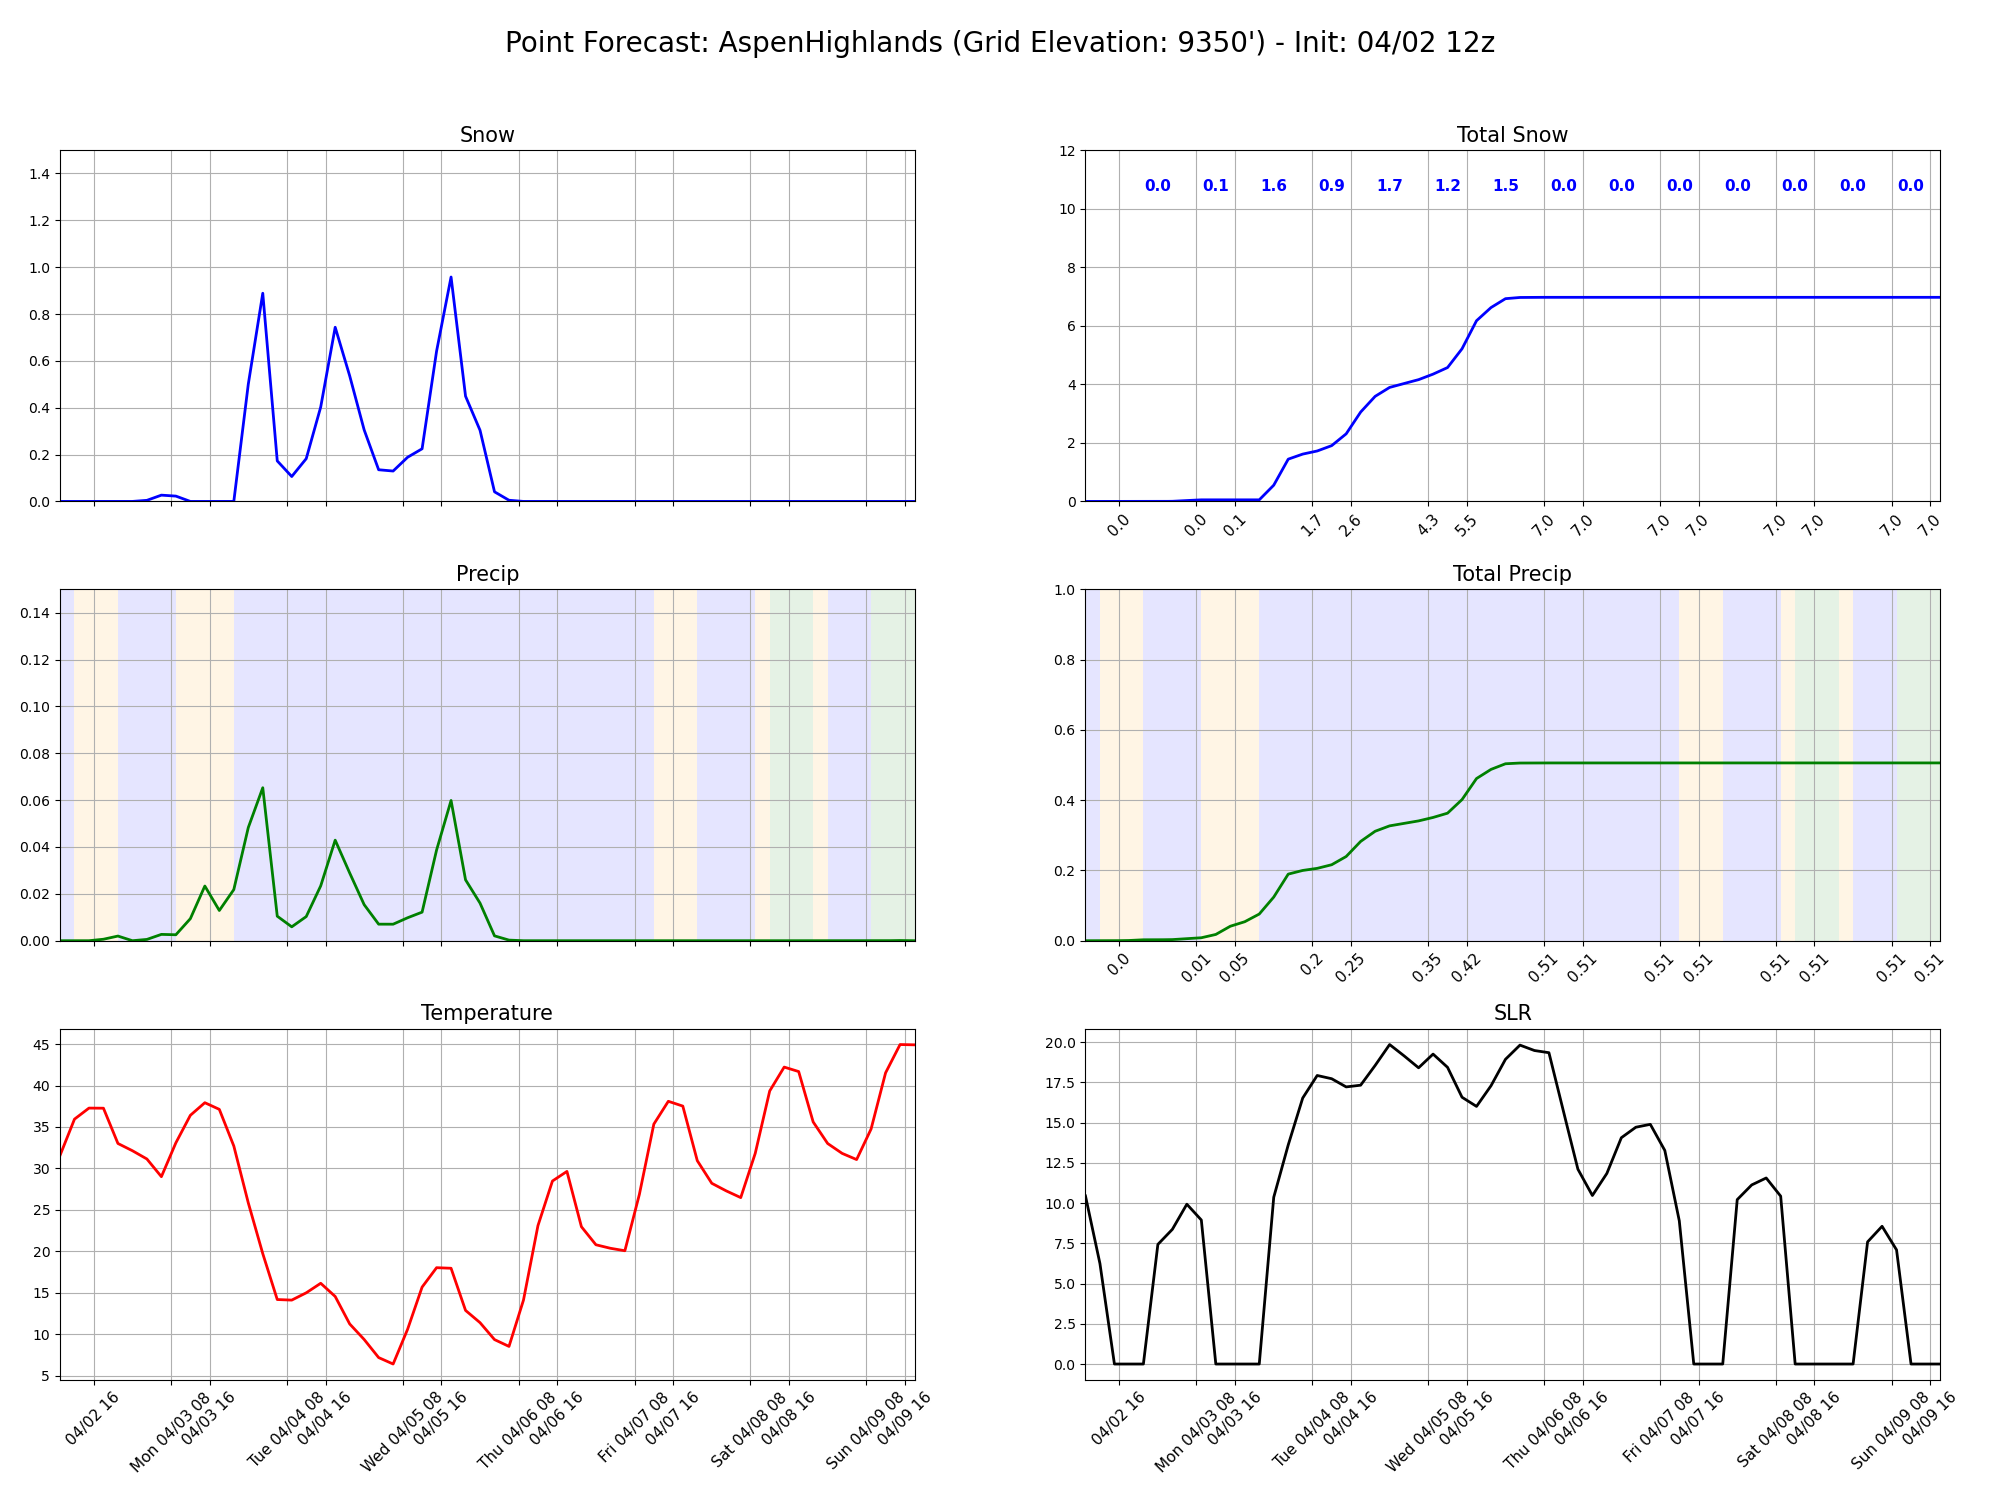 Point Forecast: AspenHighlands (Grid Elevation: 9350') - Init: 04/02 12z
Snow
1.4
1.2
1.0
0.8
0.6
0.4
0.2
0.0
Total Snow
12
10
8
6
4
2
0
0.0 0.1 1.6 0.9 1.7 1.2 1.5 0.0 0.0 0.0 0.0 0.0 0.0 0.0
0.0 0.0 0.1 1.7 2.6 4.3 5.5 7.0 7.0 7.0 7.0 7.0 7.0 7.0 7.0
Precip
0.14
0.12
0.10
0.08
0.06
0.04
0.02
0.00
Total Precip
1.0
0.8
0.6
0.4
0.2
0.0
0.0 0.01 0.05 0.2 0.25 0.35 0.42 0.51 0.51 0.51 0.51 0.51 0.51 0.51 0.51
Temperature
45
40
35
30
25
20
15
10
5
04/02 16
Mon 04/03 08
04/03 16
Tue 04/04 08
04/04 16
Wed 04/05 08
04/05 16
Thu 04/06 08
04/06 16
Fri 04/07 08
04/07 16
Sat 04/08 08
04/08 16
Sun 04/09 08
04/09 16
SLR
20.0
17.5
15.0
12.5
10.0
7.5
5.0
2.5
0.0
04/02 16
Mon 04/03 08
04/03 16
Tue 04/04 08
04/04 16
Wed 04/05 08
04/05 16
Thu 04/06 08
04/06 16
Fri 04/07 08
04/07 16
Sat 04/08 08
04/08 16
Sun 04/09 08
04/09 16